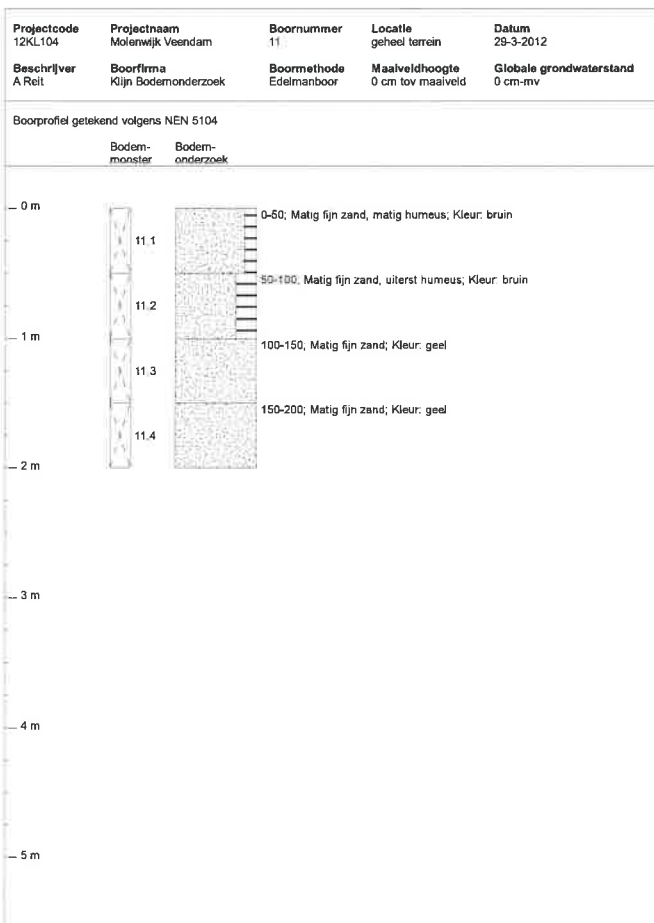 Projectcode Projectnaam Boornummer Locatie Datum
12KL104 Molenwijk Veendam 11 geheel terrein 29-3-2012
Beschrijver Boorfirma Boormethode Maaiveldhoogte Globale grondwaterstand
A Reit Klijn Bodemonderzoek Edelmanboor 0 cm tov maaiveld 0 cm-mv
Boorprofiel getekend volgens NEN 5104
Bodem- Bodem-
monster onderzoek
0 m
0-50; Matig fijn zand, matig humeus; Kleur: bruin
11.1
50-100; Matig fijn zand, uiterst humeus; Kleur: bruin
11.2
1 m
100-150; Matig fijn zand; Kleur: geel
11.3
150-200; Matig fijn zand; Kleur: geel
11.4
2 m
3 m
4 m
5 m